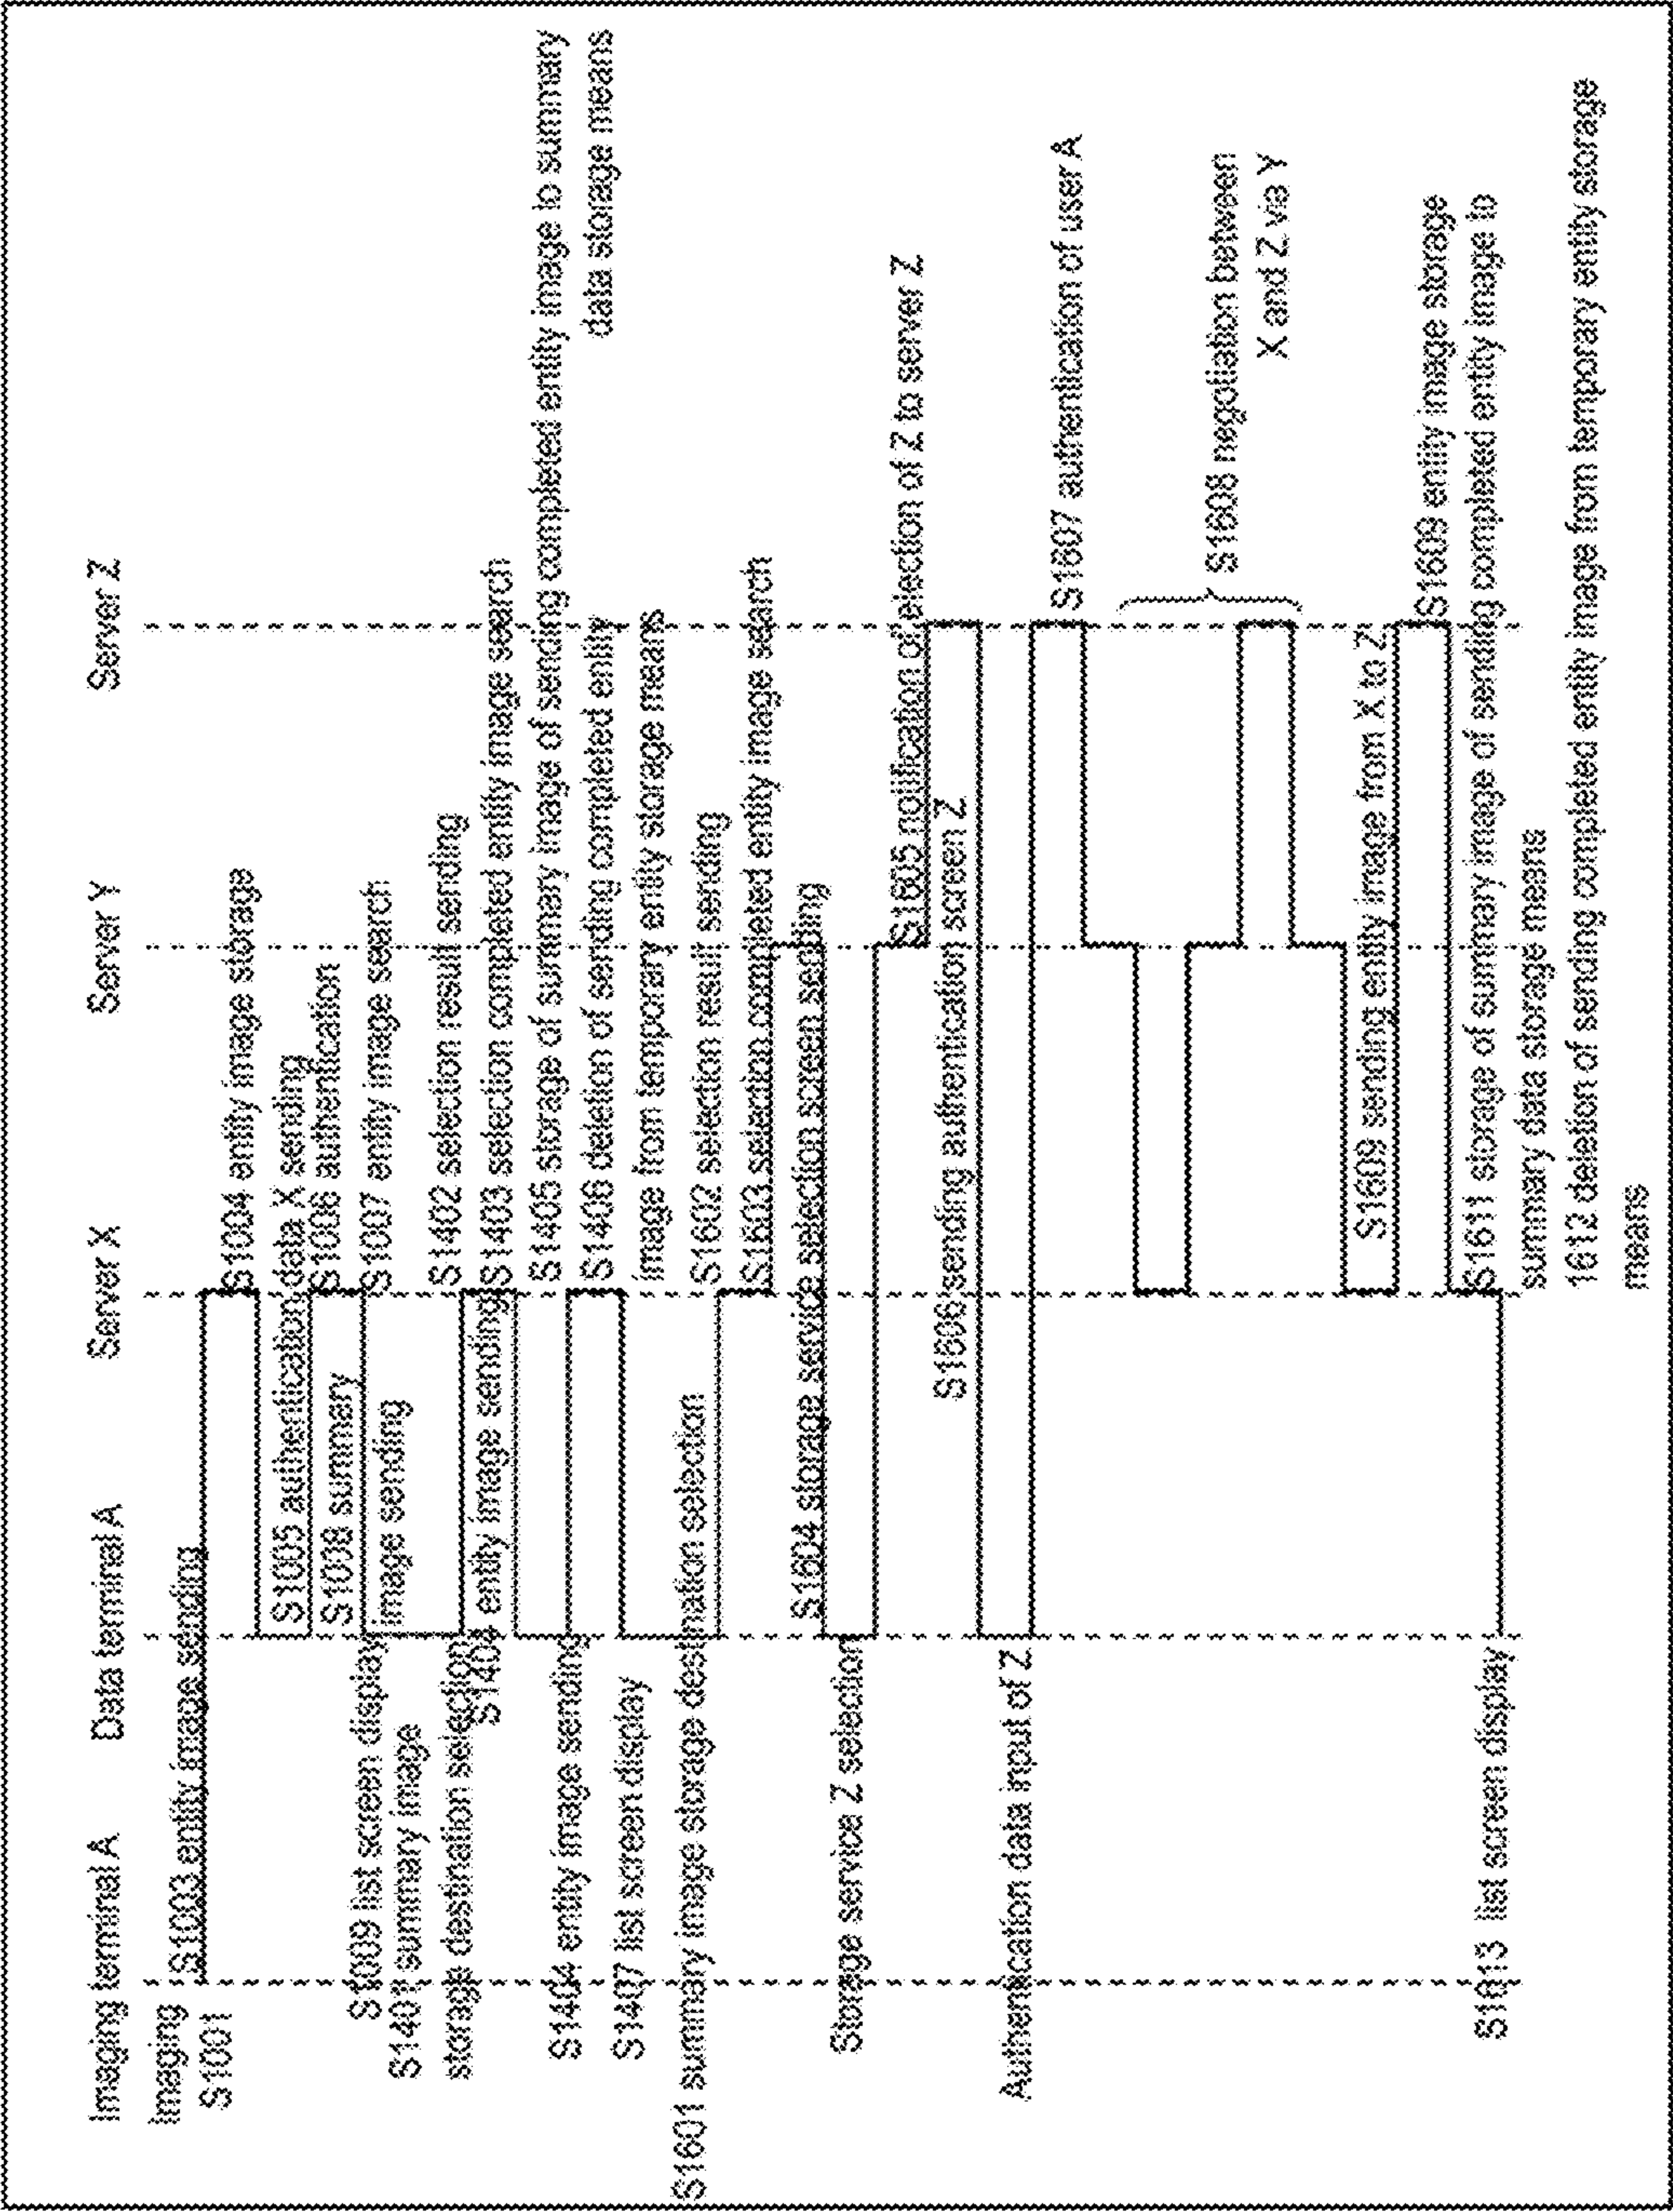 Imaging terminal A
Data terminal A
Server X
Server Y
Server Z
Imaging
S1001
S1003 entity image sending
S1004 entity image storage
S1005 authentication data X sending
S1006 authentication
S1008 summary
image sending
S1007 entity image search
S1009 list screen display
S1401 summary image
storage destination selection
S1402 selection result sending
S1404 entity image sending
S1403 selection completed entity image search
S1405 storage of summary image of sending completed entity image to summary
data storage means
S1404 entity image sending
S1406 deletion of sending completed entity
image from temporary entity storage means
S1407 list screen display
S1601 summary image storage destination selection
S1602 selection result sending
S1603 selection completed entity image search
S1604 storage service selection screen sending
Storage service Z selection
S1605 notification of election of Z to server Z
S1606 sending authentication screen Z
Authentication data input of Z
S1607 authentication of user A
S1608 negotiation between
X and Z via Y
S1609 sending entity image from X to Z
S1609 entity image storage
S1611 storage of summary image of sending completed entity image to
summary data storage means
S1613 list screen display
1612 deletion of sending completed entity image from temporary entity storage
means